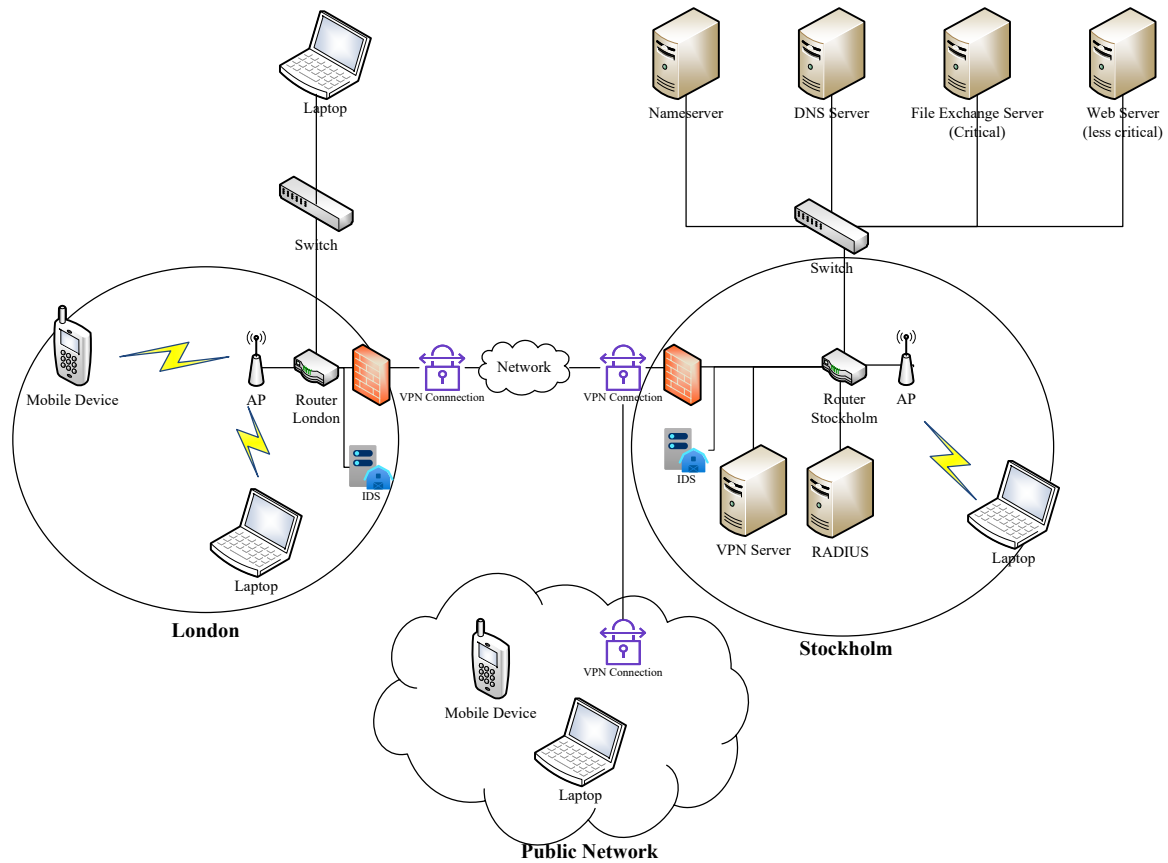 Laptop
Nameserver
DNS Server
File Exchange Server
(Critical)
Web Server
(less critical)
Switch
Switch
Mobile Device
AP
Router
London
VPN Connnection
Network
VPN Connection
Router
Stockholm
AP
IDS
IDS
VPN Server
RADIUS
Laptop
Laptop
London
Stockholm
VPN Connection
Mobile Device
Laptop
Public Network